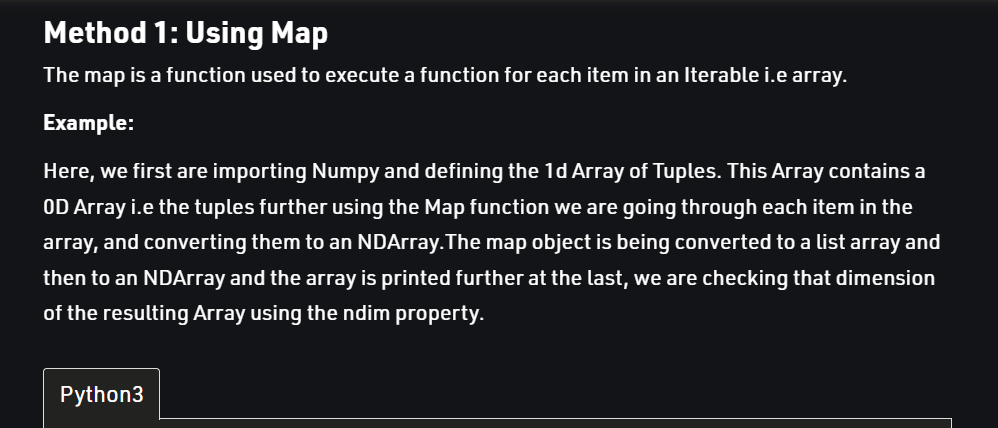 Method 1: Using Map
The map is a function used to execute a function for each item in an Iterable i.e array.
Example:
Here, we first are importing Numpy and defining the 1d Array of Tuples. This Array contains a
0D Array i.e the tuples further using the Map function we are going through each item in the
array, and converting them to an NDArray.The map object is being converted to a list array and
then to an NDArray and the array is printed further at the last, we are checking that dimension
of the resulting Array using the ndim property.
Python3